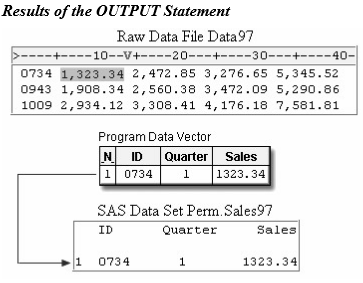 Results of the OUTPUT Statement
Raw Data File Data97
>----+----10--V+----20---+----30---+----40-
0734 1,323.34 2,472.85 3,276.65 5,345.52
0943 1,908.34 2,560.38 3,472.09 5,290.86
1009 2,934.12 3,308.41 4,176.18 7,581.81
Program Data Vector
_N_ ID Quarter Sales
1 0734 1 1323.34
SAS Data Set Perm.Sales97
ID Quarter Sales
1 0734 1 1323.34